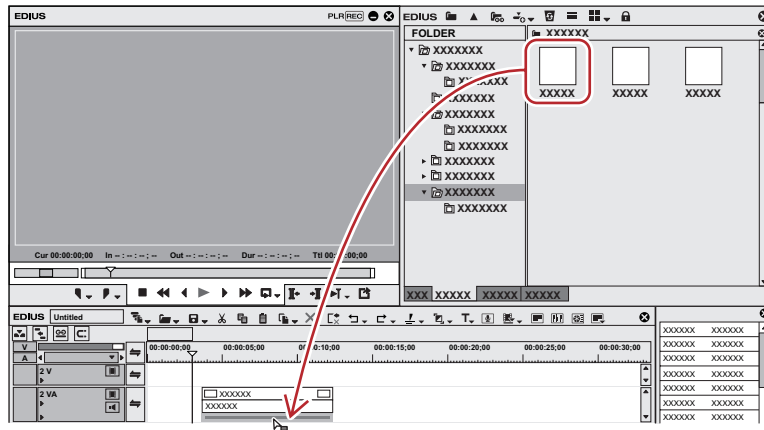 EDIUS
PLR REC
Cur 00:00:00;00 In -- : -- : -- ; -- Out -- : -- : -- ; -- Dur -- : -- : -- ; -- Ttl 00:00:00;00
EDIUS
FOLDER
XXXXXXX
XXXXXXX
XXXXXXX
XXXXXXX
XXXXXXX
XXXXXXX
XXXXXXX
XXXXXXX
XXXXXXX
XXXXXXX
XXXXXXX
XXXXXX
XXXXX XXXXX XXXXX
XXX XXXXX XXXXX XXXXX
EDIUS Untitled
T
C:
V
A
00:00:00;00 00:00:05;00 00:00:10;00 00:00:15;00 00:00:20;00 00:00:25;00 00:00:30;00
2 V
2 VA
XXXXXX
XXXXXX
XXXXXX XXXXXX
XXXXXX XXXXXX
XXXXXX XXXXXX
XXXXXX XXXXXX
XXXXXX XXXXXX
XXXXXX XXXXXX
XXXXXX XXXXXX